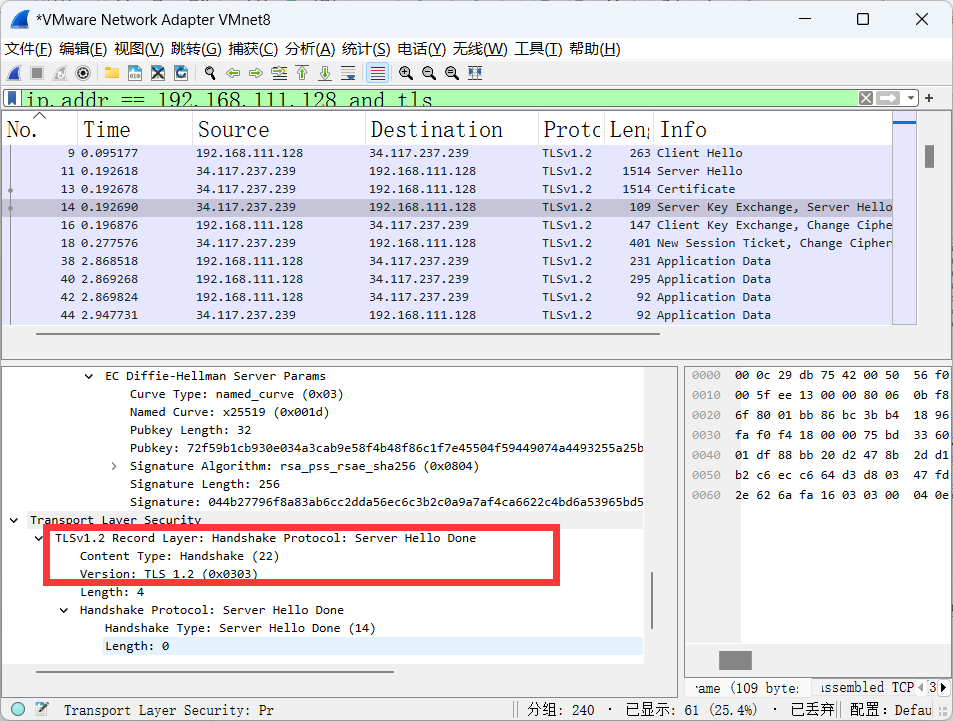 *VMware Network Adapter VMnet8
文件(F) 编辑(E) 视图(V) 跳转(G) 捕获(C) 分析(A) 统计(S) 电话(Y) 无线(W) 工具(T) 帮助(H)
ip.addr == 192.168.111.128 and tls
No. Time Source Destination Protc Leng Info
9 0.095177 192.168.111.128 34.117.237.239 TLSv1.2 263 Client Hello
11 0.192618 34.117.237.239 192.168.111.128 TLSv1.2 1514 Server Hello
13 0.192618 34.117.237.239 192.168.111.128 TLSv1.2 1514 Certificate
14 0.192690 34.117.237.239 192.168.111.128 TLSv1.2 109 Server Key Exchange, Server Hello
16 0.196876 192.168.111.128 34.117.237.239 TLSv1.2 147 Client Key Exchange, Change Ciphe
18 0.277576 34.117.237.239 192.168.111.128 TLSv1.2 401 New Session Ticket, Change Cipher
38 2.868518 192.168.111.128 34.117.237.239 TLSv1.2 231 Application Data
40 2.869268 192.168.111.128 34.117.237.239 TLSv1.2 295 Application Data
42 2.869824 192.168.111.128 34.117.237.239 TLSv1.2 92 Application Data
44 2.947731 34.117.237.239 192.168.111.128 TLSv1.2 92 Application Data
EC Diffie-Hellman Server Params
Curve Type: named_curve (0x03)
Named Curve: x25519 (0x001d)
Pubkey Length: 32
Pubkey: 72f59b1cb930e034a3cab9e58f4b48f86c1f7e45504f59449074a4493255a25b
Signature Algorithm: rsa_pss_rsae_sha256 (0x0804)
Signature Length: 256
Signature: 044b27796f8a83ab6cc2dda56ec6c3b2c0a9a7af4ca6622c4bd6a53965bd5
Transport Layer Security
TLSv1.2 Record Layer: Handshake Protocol: Server Hello Done
Content Type: Handshake (22)
Version: TLS 1.2 (0x0303)
Length: 4
Handshake Protocol: Server Hello Done
Handshake Type: Server Hello Done (14)
Length: 0
0000 00 0c 29 db 75 42 00 50 56 f0
0010 00 5f ee 13 00 00 80 06 0b f8
0020 6f 80 01 bb 86 bc 3b b4 18 96
0030 fa f0 f4 18 00 00 75 bd 33 60
0040 01 df 88 bb 20 d2 47 8b 2d d1
0050 b2 c6 ec c6 64 d3 d8 03 47 fd
0060 2e 62 6a fa 16 03 03 00 04 0e
rame (109 byte: assembled TCP 3
Transport Layer Security: Pr 分组: 240 · 已显示: 61 (25.4%) · 已丢弃 配置: Defau